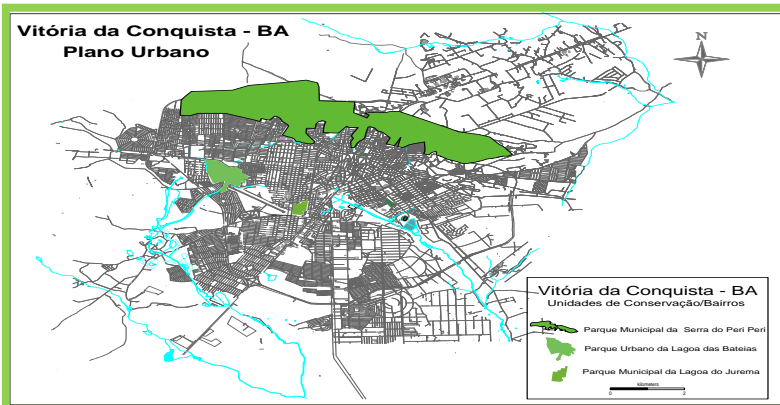 Vitória da Conquista - BA
Plano Urbano
N
Vitória da Conquista - BA
Unidades de Conservação/Bairros
Parque Municipal da Serra do Peri Peri
Parque Urbano da Lagoa das Bateias
Parque Municipal da Lagoa do Jurema
kilometers
0 2